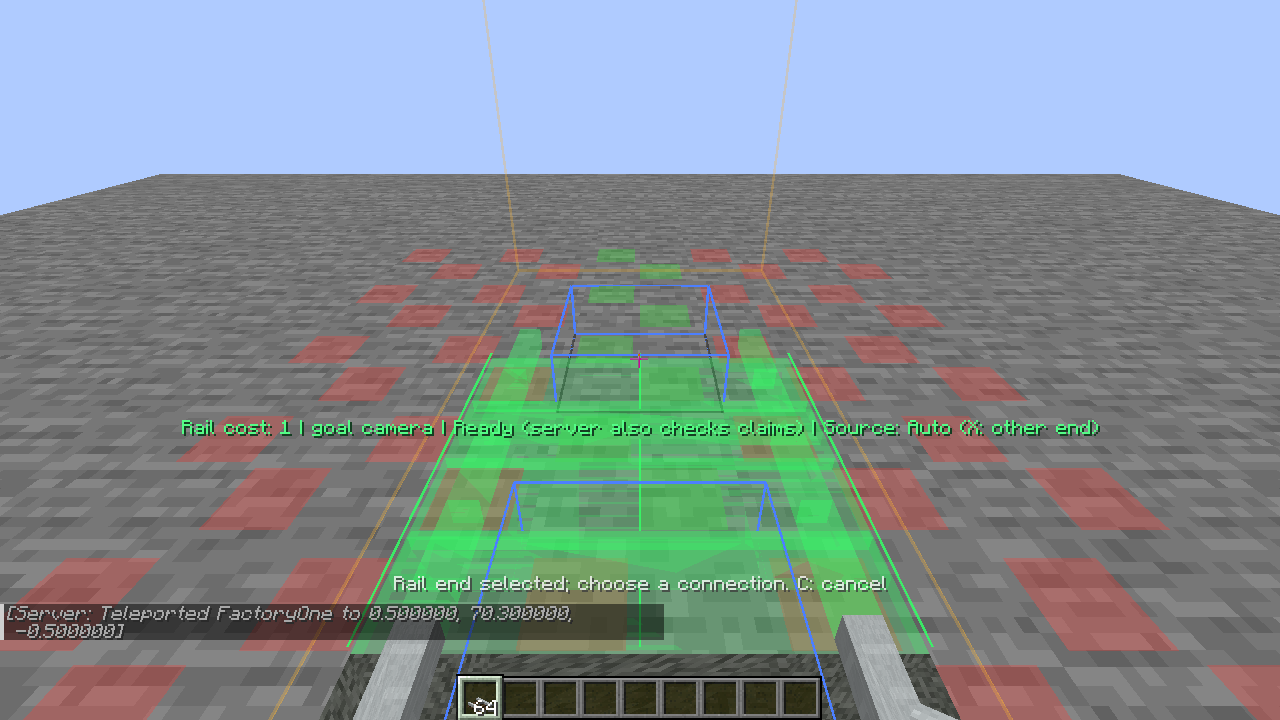 Rail cost: 1 | goal camera | Ready (server also checks claims) | Source: Auto (X: other end)
Rail end selected; choose a connection. C: cancel
[Server: Teleported FactoryOne to 0.500000, 70.300000,
-0.500000]
64